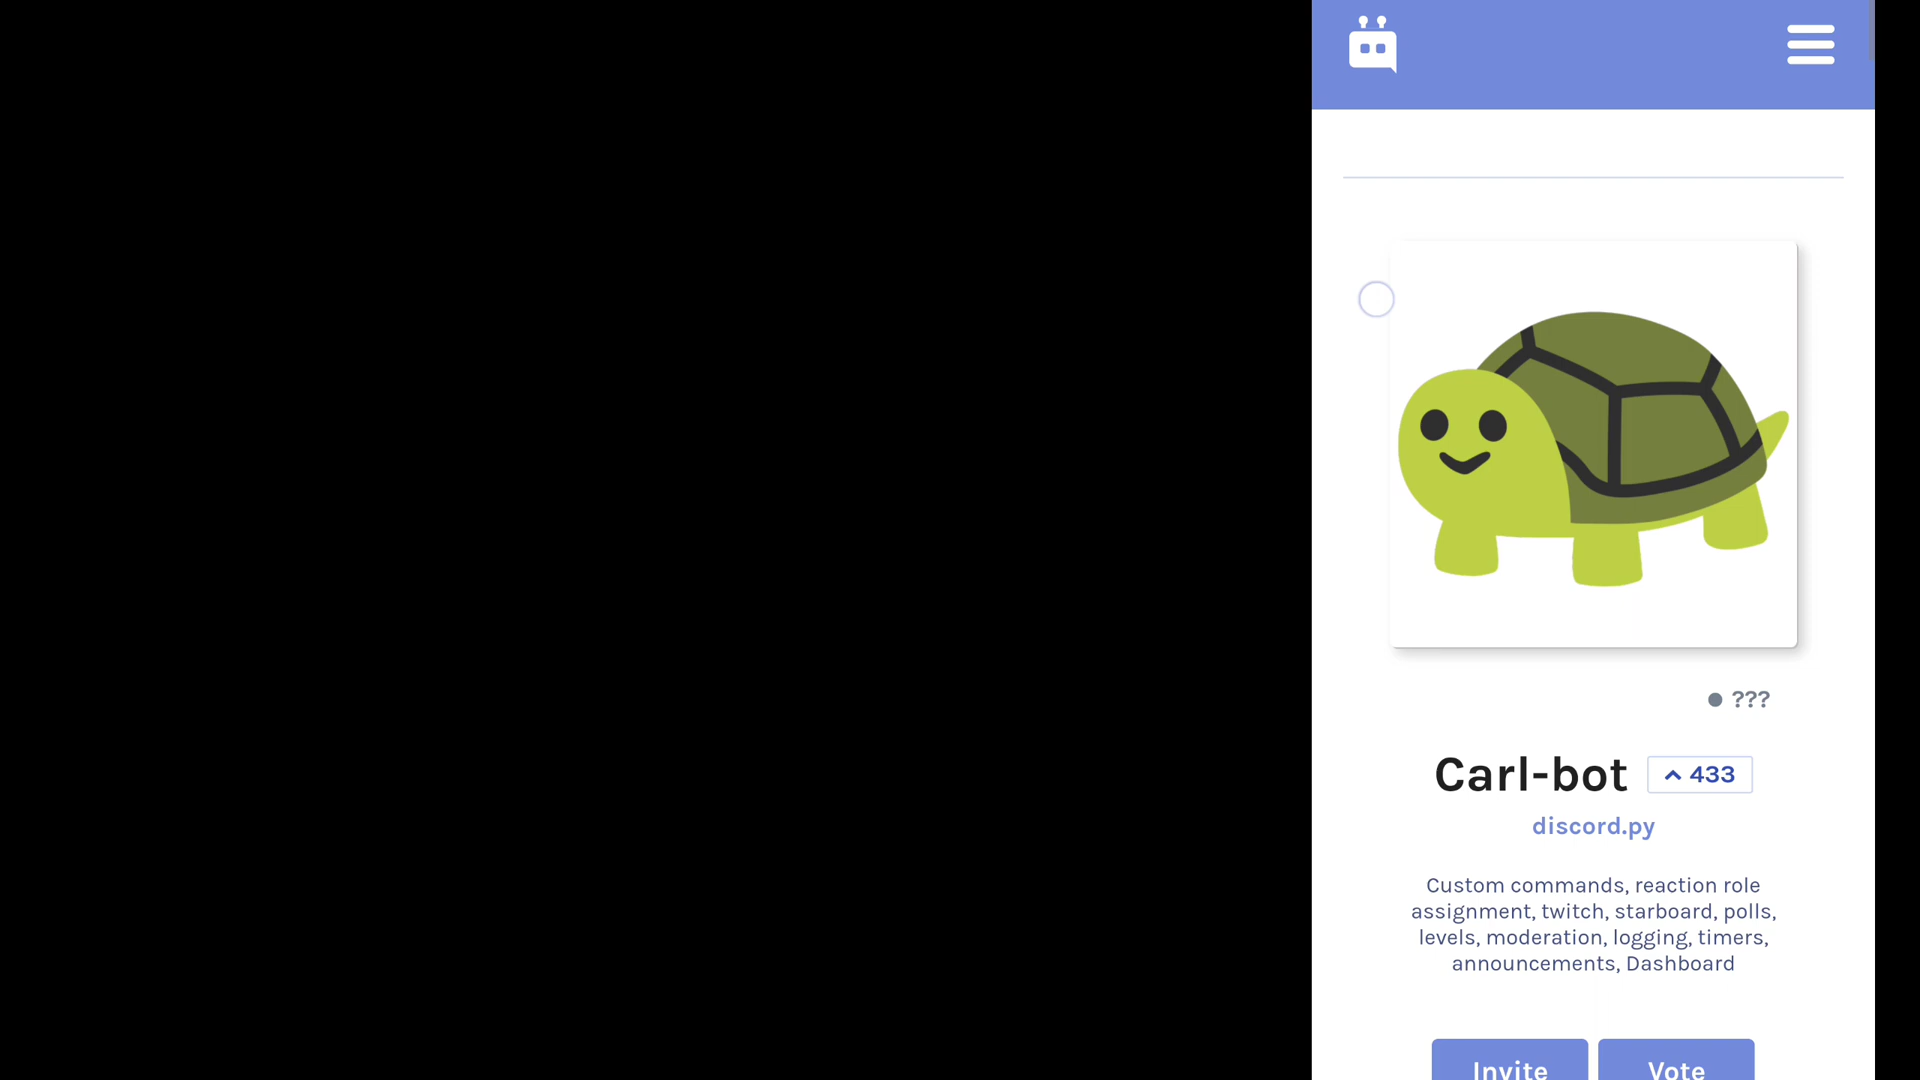 ???
Carl-bot 433
discord.py
Custom commands, reaction role
assignment, twitch, starboard, polls,
levels, moderation, logging, timers,
announcements, Dashboard
Invite Vote